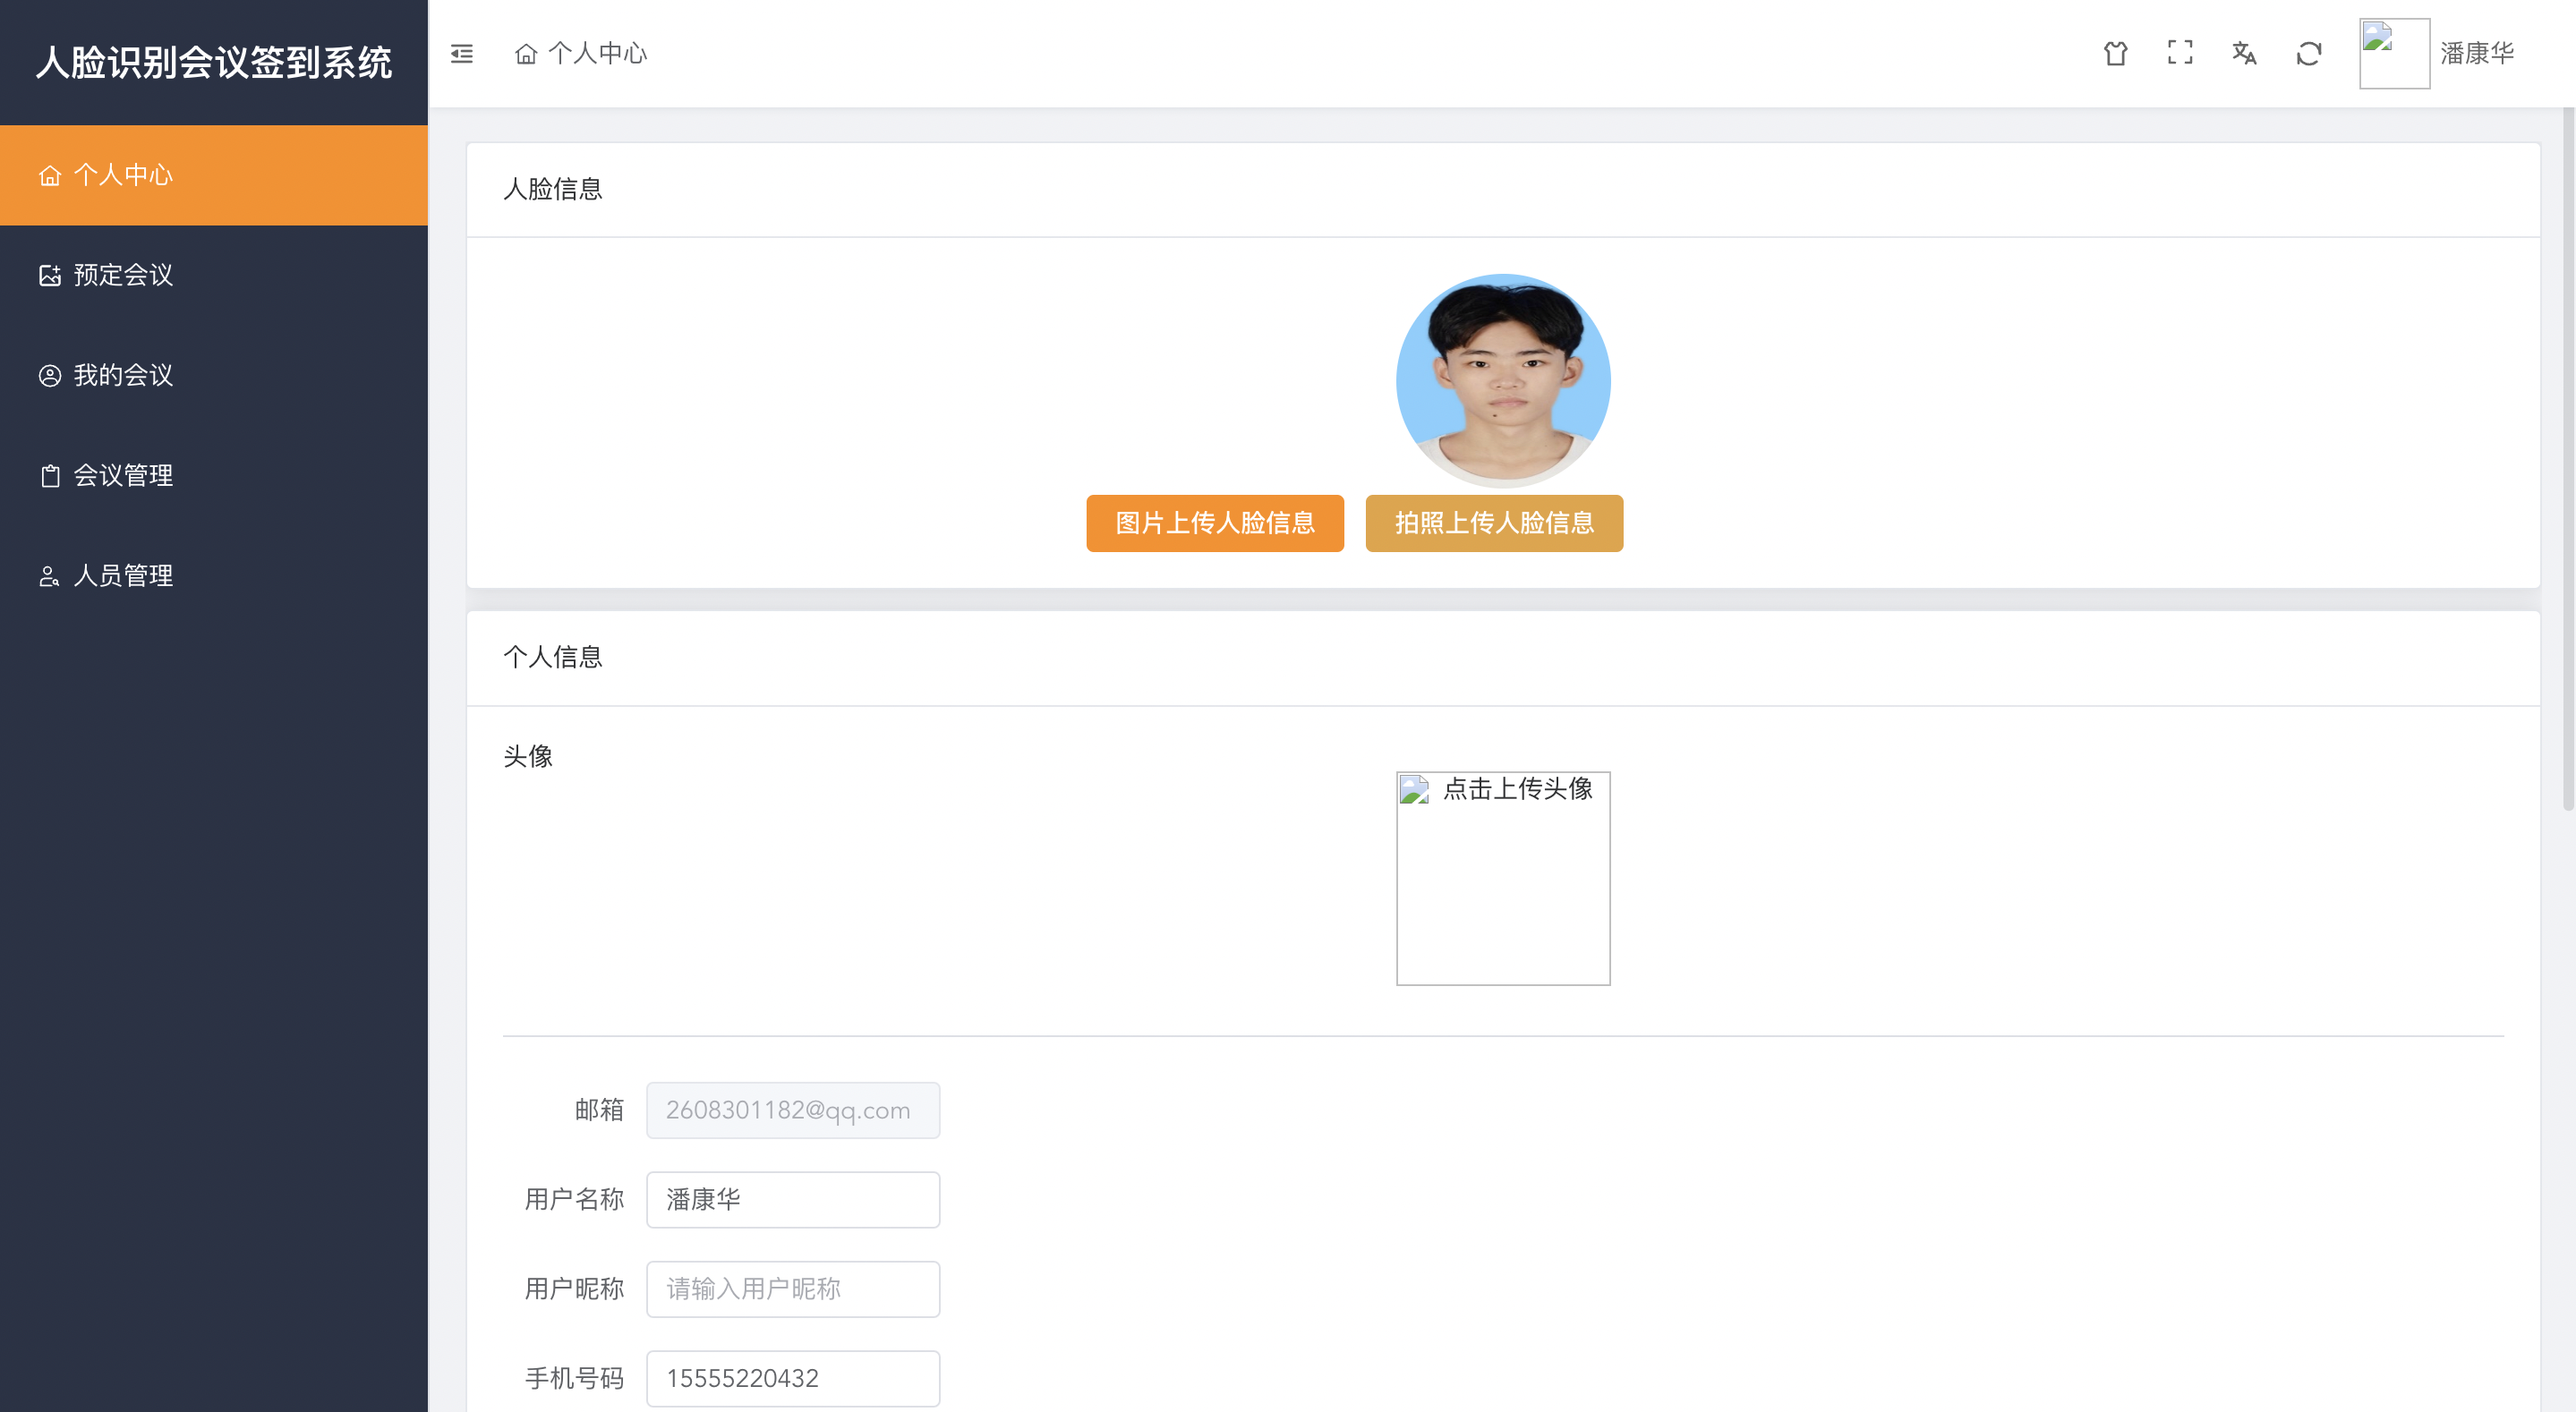 人脸识别会议签到系统
个人中心
潘康华
个人中心
预定会议
我的会议
会议管理
人员管理
人脸信息
图片上传人脸信息
拍照上传人脸信息
个人信息
头像
点击上传头像
邮箱 2608301182@qq.com
用户名称 潘康华
用户昵称 请输入用户昵称
手机号码 15555220432